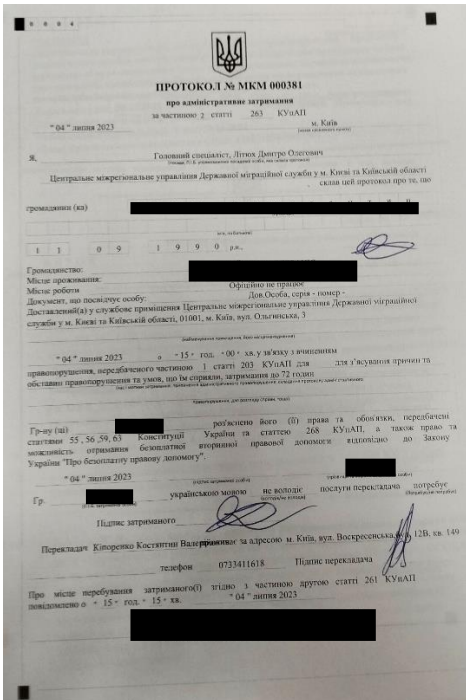 0 0 0 4
ПРОТОКОЛ № МКМ 000381
про адміністративне затримання
за частиною 2 статті 263 КУпАП
" 04 " липня 2023 м. Київ
Я, Головний спеціаліст, Літюх Дмитро Олегович
Центральне міжрегіональне управління Державної міграційної служби у м. Києві та Київській області
, склав цей протокол про те, що
громадянин (ка)
1 1 0 9 1 9 9 0 р.н.,
Громадянство:
Місце проживання:
Місце роботи Офіційно не працює
Документ, що посвідчує особу: Дов.Особа, серія - номер -
Доставлений(а) у службове приміщення Центральне міжрегіональне управління Державної міграційної
служби у м. Києві та Київській області, 01001, м. Київ, вул. Ольгинська, 3
" 04 " липня 2023 о " 15 " год. " 00 " хв. у зв'язку з вчиненням
правопорушення, передбаченого частиною 1 статті 203 КУпАП для для з'ясування причин та
обставин правопорушення та умов, що їм сприяли, затримання до 72 годин
Гр-ну (ці) роз'яснено його (її) права та обов'язки, передбачені
статтями 55 , 56 ,59, 63 Конституції України та статтею 268 КУпАП, а також право та
можливість отримання безоплатної вторинної правової допомоги відповідно до Закону
України "Про безоплатну правову допомогу".
" 04 " липня 2023
Гр. українською мовою не володіє послуги перекладача потребує
Підпис затриманого
Перекладач Кіпоренко Костянтин за адресою м. Київ, вул. Воскресенська, 12В, кв. 149
телефон 0733411618 Підпис перекладача
Про місце перебування затриманого(ї) згідно з частиною другою статті 261 КУпАП
повідомлено о " 15 " год. " 15 " хв. " 04 " липня 2023